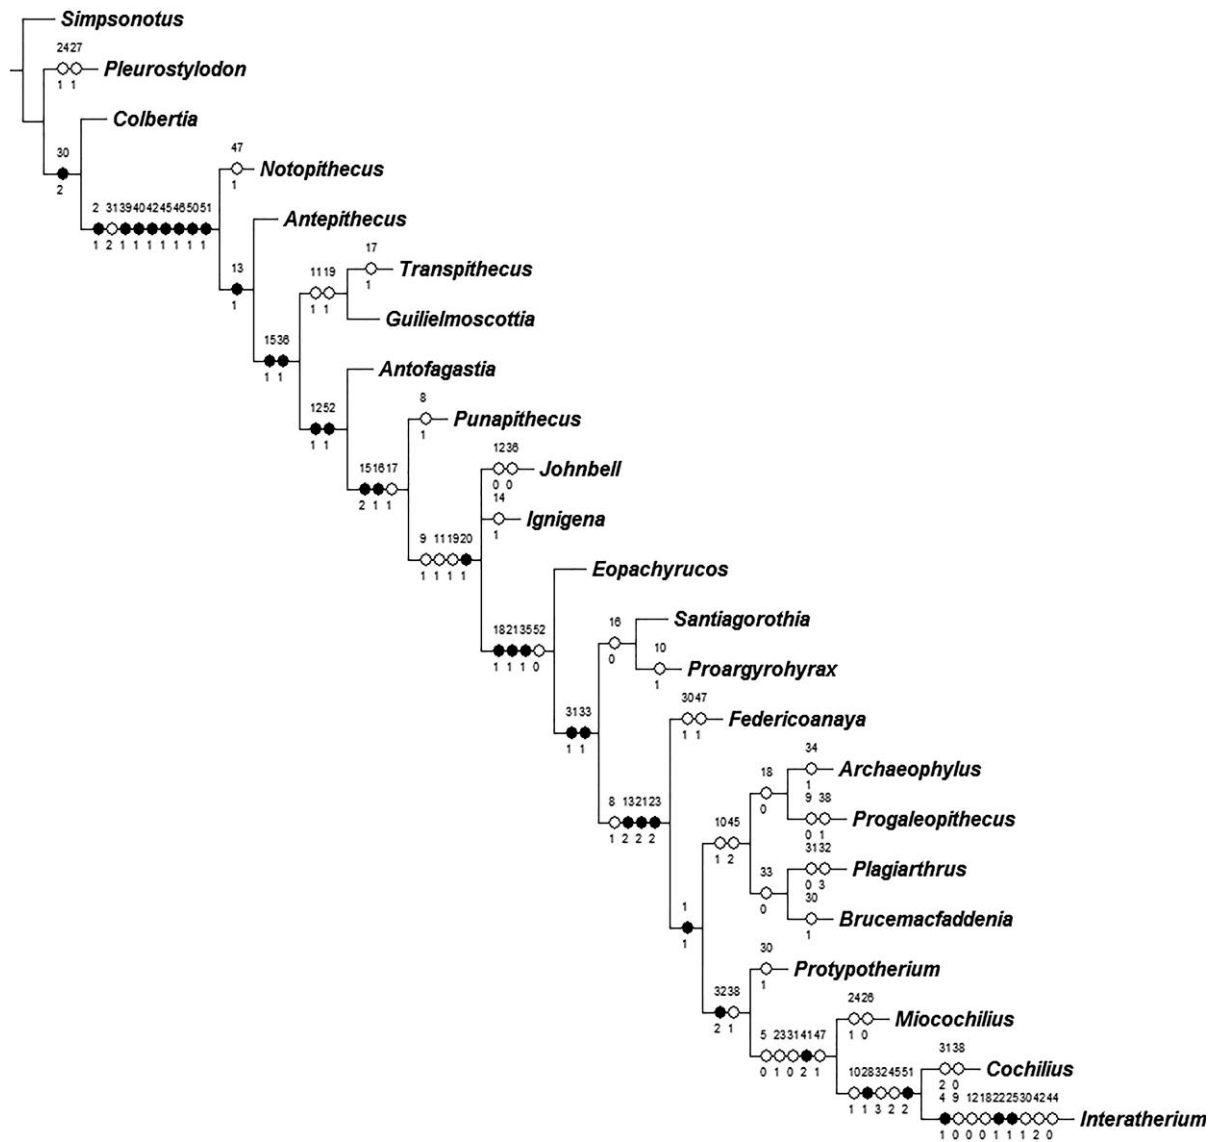 Simpsonotus
2427
Pleurostylodon
1 1
Colbertia
30
2
47
Notopithecus
1
2 3139404245465051
1 2 1 1 1 1 1 1 1
Antepithecus
13
1
17
Transpithecus
1
1119
1 1
Guilielmoscottia
1536
1 1
Antofagastia
1252
1 1
8
Punapithecus
1
151617
2 1 1
1236
Johnbell
0 0
14
Ignigena
1
9 111920
1 1 1 1
Eopachyrucos
18213552
1 1 1 0
16
Santiagorothia
0
10
Proargyrohyrax
1
3133
1 1
3047
Federicoanaya
1 1
8 132123
1 2 2 2
34
Archaeophylus
1
18
0
9 38
Progaleopithecus
0 1
1045
1 2
3132
Plagiarthrus
0 3
33
0
30
Brucemacfaddenia
1
1
1
30
Protypotherium
1
3238
2 1
2426
Miocochilius
1 0
5 23314147
0 1 0 2 1
3138
Cochilius
2 0
1028324551
1 1 3 2 2
4 9 12182225304244
Interatherium
1 0 0 0 1 1 1 2 0